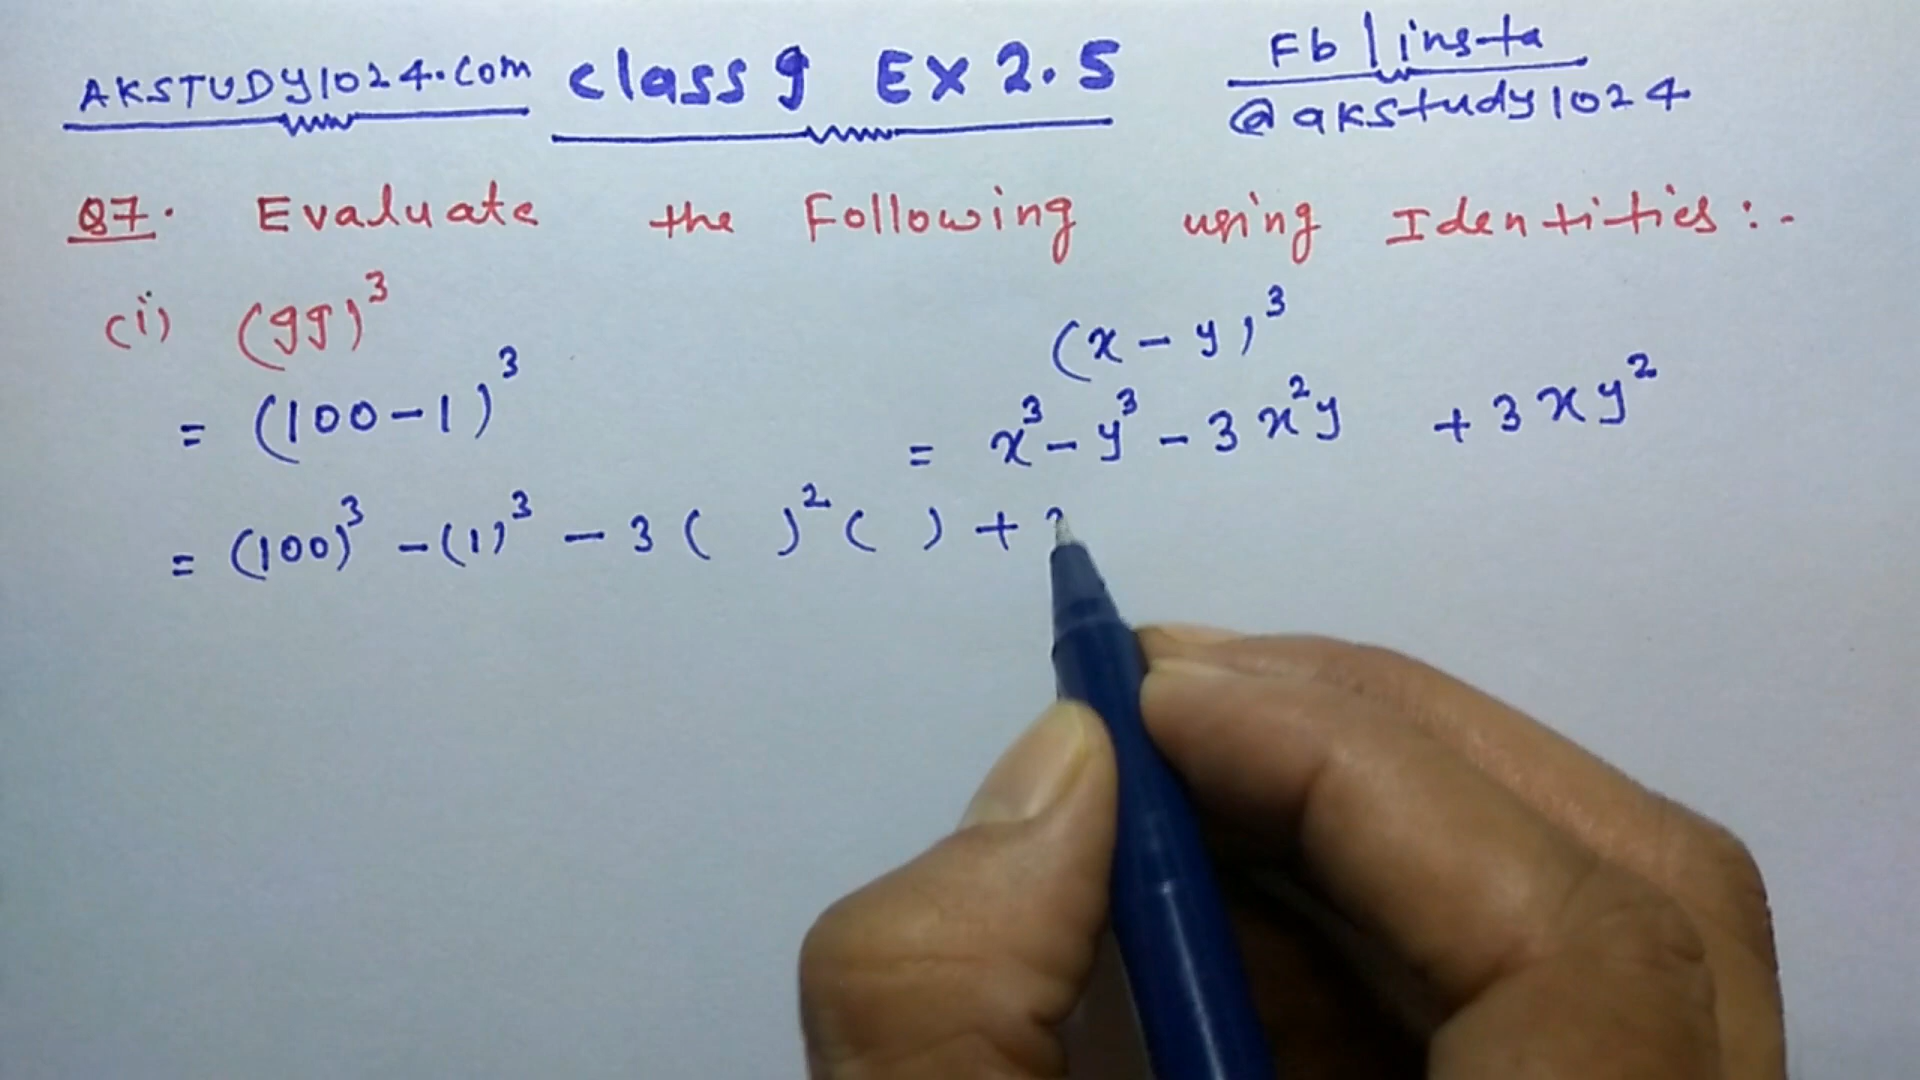 AKSTUDY1024.com class 9 EX 2.5 Fb | insta
@akstudy1024
Q7. Evaluate the Following using Identities:-
(i) (99)³
= (100-1)³ (x-y)³
= x³-y³-3x²y +3xy²
= (100)³ -(1)³ -3( )²( ) +